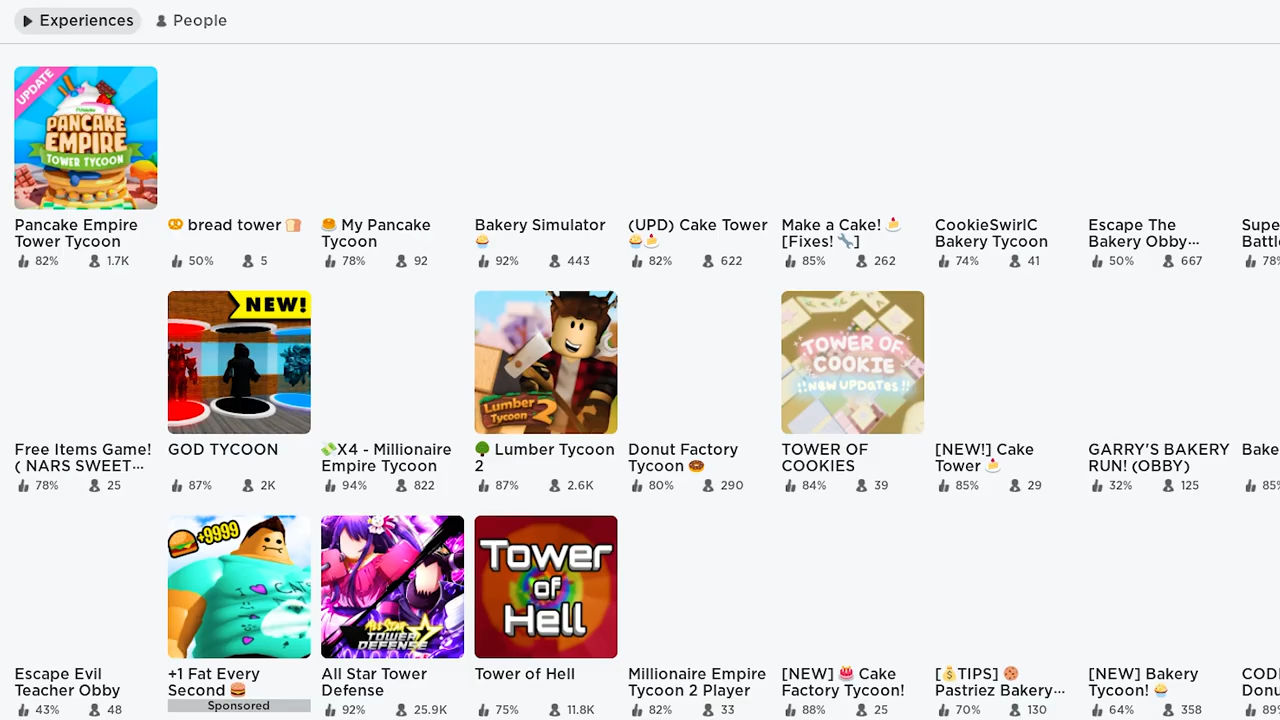 Experiences People
UPDATE
PANCAKE
EMPIRE
TOWER TYCOON
Pancake Empire
Tower Tycoon
82% 1.7K
🥨 bread tower 🍞
50% 5
🥞 My Pancake
Tycoon
78% 92
Bakery Simulator
🧁
92% 443
(UPD) Cake Tower
🧁🍰
82% 622
Make a Cake! 🍰
[Fixes! 🔧]
85% 262
CookieSwirlC
Bakery Tycoon
74% 41
Escape The
Bakery Obby...
50% 667
Supe
Battl
78%
Free Items Game!
( NARS SWEET...
78% 25
NEW!
GOD TYCOON
87% 2K
💸X4 - Millionaire
Empire Tycoon
94% 822
Lumber
Tycoon 2
🌳 Lumber Tycoon
2
87% 2.6K
Donut Factory
Tycoon 🍩
80% 290
TOWER OF
COOKIE
!!NEW UPDATES!!
TOWER OF
COOKIES
84% 39
[NEW!] Cake
Tower 🍰
85% 29
GARRY'S BAKERY
RUN! (OBBY)
32% 125
Bake
85%
Escape Evil
Teacher Obby
43% 48
+9999
+1 Fat Every
Second 🍔
Sponsored
ALL STAR
TOWER
DEFENSE
All Star Tower
Defense
92% 25.9K
Tower
of
Hell
Tower of Hell
75% 11.8K
Millionaire Empire
Tycoon 2 Player
82% 33
[NEW] 🎂 Cake
Factory Tycoon!
88% 25
[💰TIPS] 🍪
Pastriez Bakery...
70% 130
[NEW] Bakery
Tycoon! 🧁
64% 358
CODI
Donu
89%